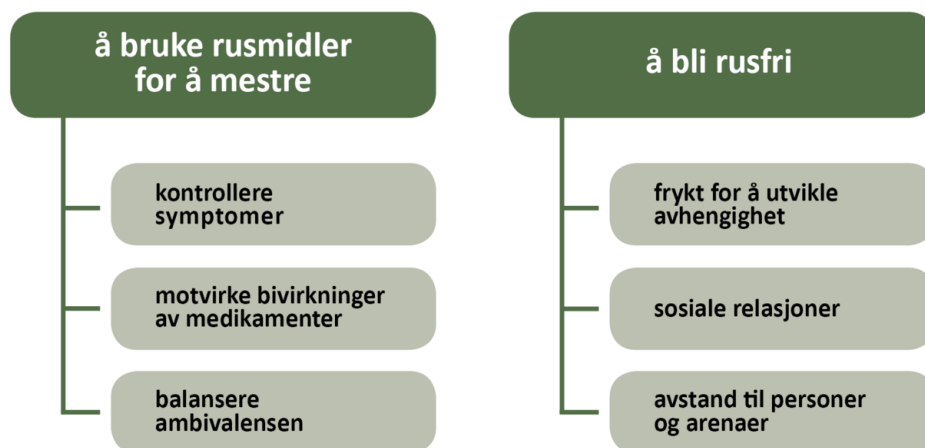 å bruke rusmidler
for å mestre
kontrollere
symptomer
motvirke bivirkninger
av medikamenter
balansere
ambivalensen
å bli rusfri
frykt for å utvikle
avhengighet
sosiale relasjoner
avstand til personer
og arenaer